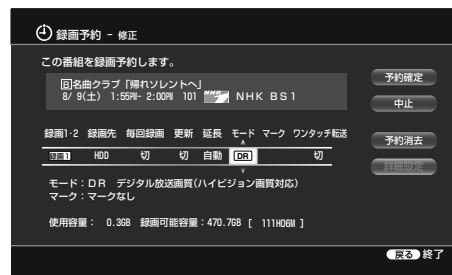 録画予約 - 修正
この番組を録画予約します。
回名曲クラブ「帰れソレントへ」
8/ 9(土) 1:55PM- 2:00PM 101 NHK NHK BS1
予約確定
中止
予約消去
詳細設定
録画1･2 録画先 毎回録画 更新 延長 モード マーク ワンタッチ転送
録画1 HDD 切 切 自動 DR 切
モード：DR デジタル放送画質(ハイビジョン画質対応)
マーク：マークなし
使用容量： 0.3GB 録画可能容量：470.7GB [ 111H06M ]
戻る 終了